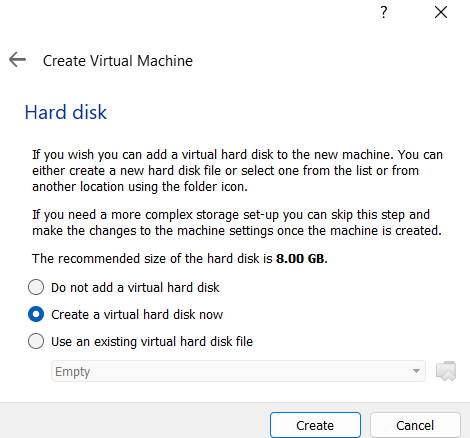 ?
Create Virtual Machine
Hard disk
If you wish you can add a virtual hard disk to the new machine. You can
either create a new hard disk file or select one from the list or from
another location using the folder icon.
If you need a more complex storage set-up you can skip this step and
make the changes to the machine settings once the machine is created.
The recommended size of the hard disk is 8.00 GB.
Do not add a virtual hard disk
Create a virtual hard disk now
Use an existing virtual hard disk file
Empty
Create Cancel